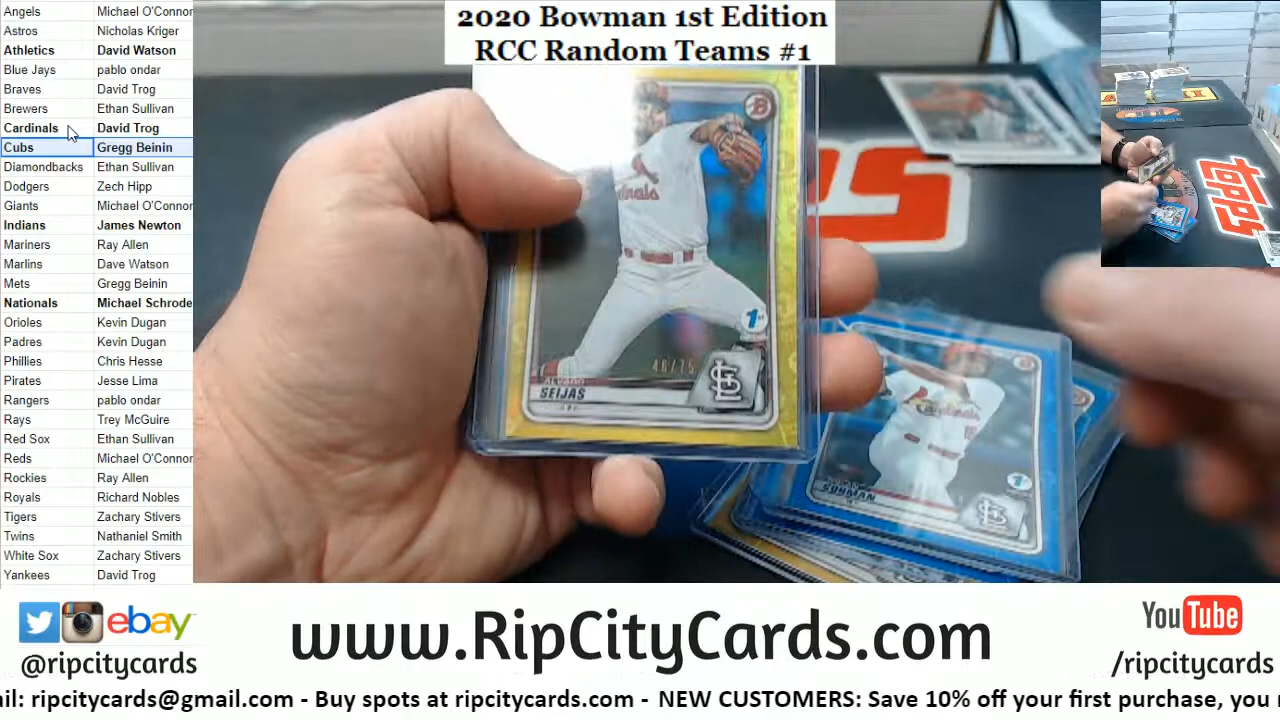 2020 Bowman 1st Edition
RCC Random Teams #1
Angels Michael O'Connor
Astros Nicholas Kriger
Athletics David Watson
Blue Jays pablo ondar
Braves David Trog
Brewers Ethan Sullivan
Cardinals David Trog
Cubs Gregg Beinin
Diamondbacks Ethan Sullivan
Dodgers Zech Hipp
Giants Michael O'Connor
Indians James Newton
Mariners Ray Allen
Marlins Dave Watson
Mets Gregg Beinin
Nationals Michael Schrode
Orioles Kevin Dugan
Padres Kevin Dugan
Phillies Chris Hesse
Pirates Jesse Lima
Rangers pablo ondar
Rays Trey McGuire
Red Sox Ethan Sullivan
Reds Michael O'Connor
Rockies Ray Allen
Royals Richard Nobles
Tigers Zachary Stivers
Twins Nathaniel Smith
White Sox Zachary Stivers
Yankees David Trog
B
1st
46/75
SEIJAS
Cardinals
1st
topps
ebay
@ripcitycards
www.RipCityCards.com
YouTube
/ripcitycards
ail: ripcitycards@gmail.com - Buy spots at ripcitycards.com - NEW CUSTOMERS: Save 10% off your first purchase, you